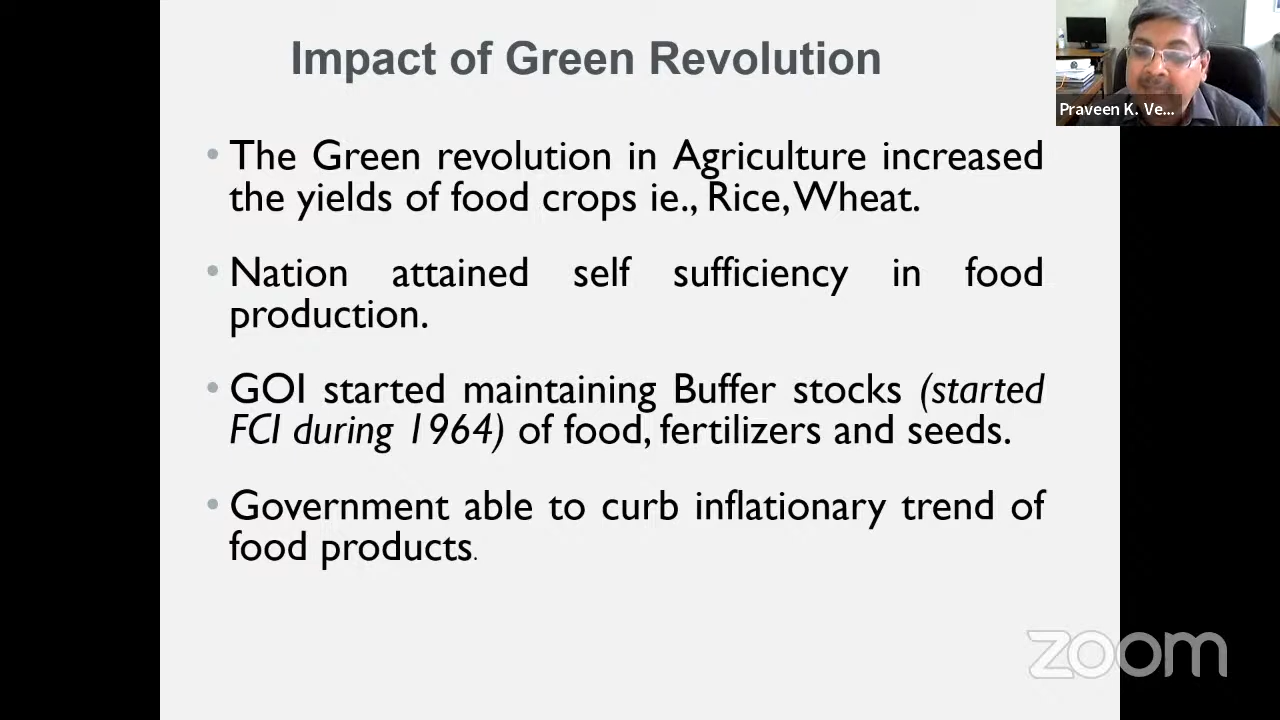 Impact of Green Revolution
Praveen K. Ve...
• The Green revolution in Agriculture increased
the yields of food crops ie., Rice, Wheat.
• Nation attained self sufficiency in food
production.
• GOI started maintaining Buffer stocks (started
FCI during 1964) of food, fertilizers and seeds.
• Government able to curb inflationary trend of
food products.
zoom